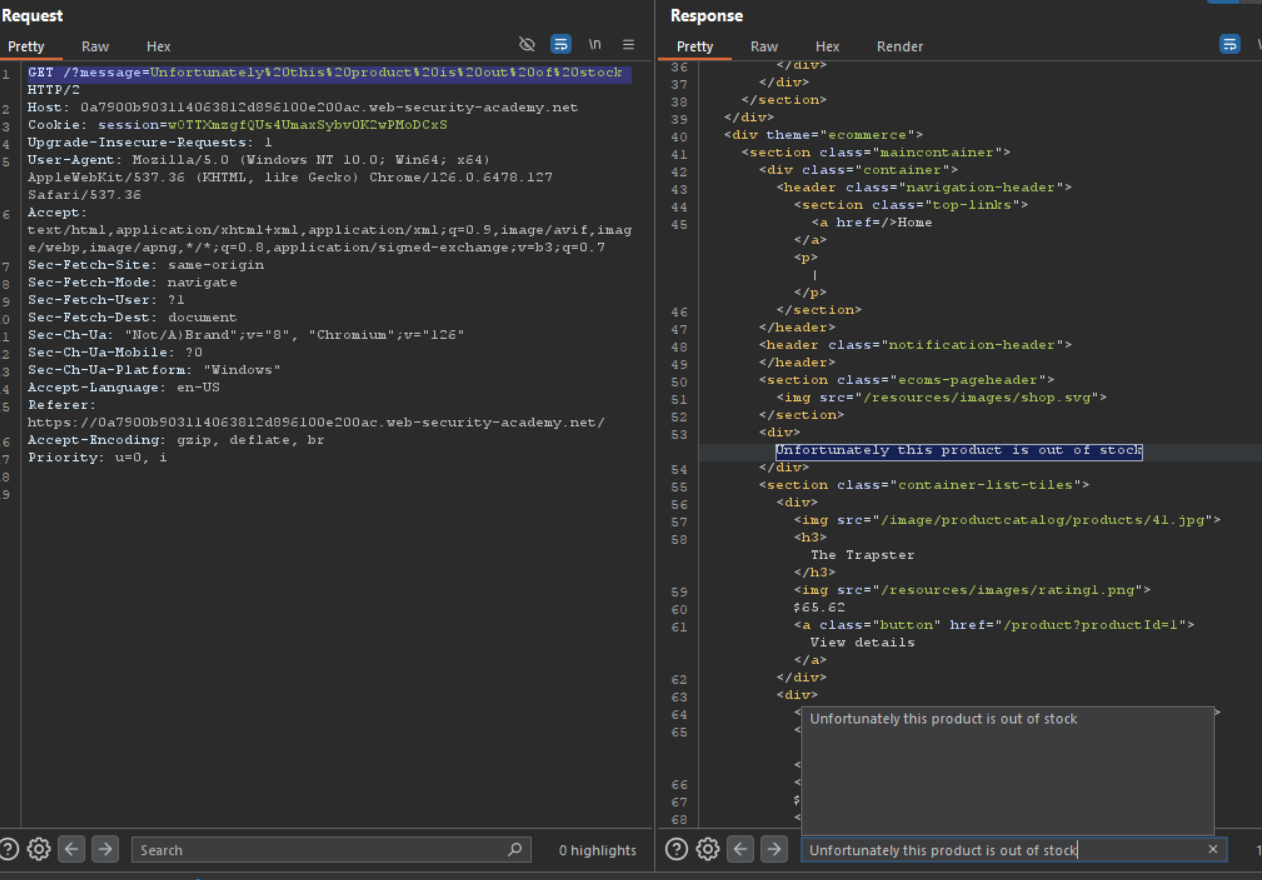 Request
Pretty Raw Hex \n
1 GET /?message=Unfortunately%20this%20product%20is%20out%20of%20stock
HTTP/2
2 Host: 0a7900b903114063812d896100e200ac.web-security-academy.net
3 Cookie: session=w0TTXmzgfQUs4UmaxSybv0K2wPMoDCxS
4 Upgrade-Insecure-Requests: 1
5 User-Agent: Mozilla/5.0 (Windows NT 10.0; Win64; x64)
AppleWebKit/537.36 (KHTML, like Gecko) Chrome/126.0.6478.127
Safari/537.36
6 Accept:
text/html,application/xhtml+xml,application/xml;q=0.9,image/avif,imag
e/webp,image/apng,*/*;q=0.8,application/signed-exchange;v=b3;q=0.7
7 Sec-Fetch-Site: same-origin
8 Sec-Fetch-Mode: navigate
9 Sec-Fetch-User: ?1
0 Sec-Fetch-Dest: document
1 Sec-Ch-Ua: "Not/A)Brand";v="8", "Chromium";v="126"
2 Sec-Ch-Ua-Mobile: ?0
3 Sec-Ch-Ua-Platform: "Windows"
4 Accept-Language: en-US
5 Referer:
https://0a7900b903114063812d896100e200ac.web-security-academy.net/
6 Accept-Encoding: gzip, deflate, br
7 Priority: u=0, i
8
9
Search
0 highlights
Response
Pretty Raw Hex Render
36 </div>
37 </div>
38 </section>
39 </div>
40 <div theme="ecommerce">
41 <section class="maincontainer">
42 <div class="container">
43 <header class="navigation-header">
44 <section class="top-links">
45 <a href=/>Home
</a>
<p>
|
</p>
46 </section>
47 </header>
48 <header class="notification-header">
49 </header>
50 <section class="ecoms-pageheader">
51 <img src="/resources/images/shop.svg">
52 </section>
53 <div>
Unfortunately this product is out of stock
54 </div>
55 <section class="container-list-tiles">
56 <div>
57 <img src="/image/productcatalog/products/41.jpg">
58 <h3>
The Trapster
</h3>
59 <img src="/resources/images/rating1.png">
60 $65.62
61 <a class="button" href="/product?productId=1">
View details
</a>
62 </div>
63 <div>
64 < >
65 <
<
66 <
67 $
68 <
Unfortunately this product is out of stock
Unfortunately this product is out of stock
1